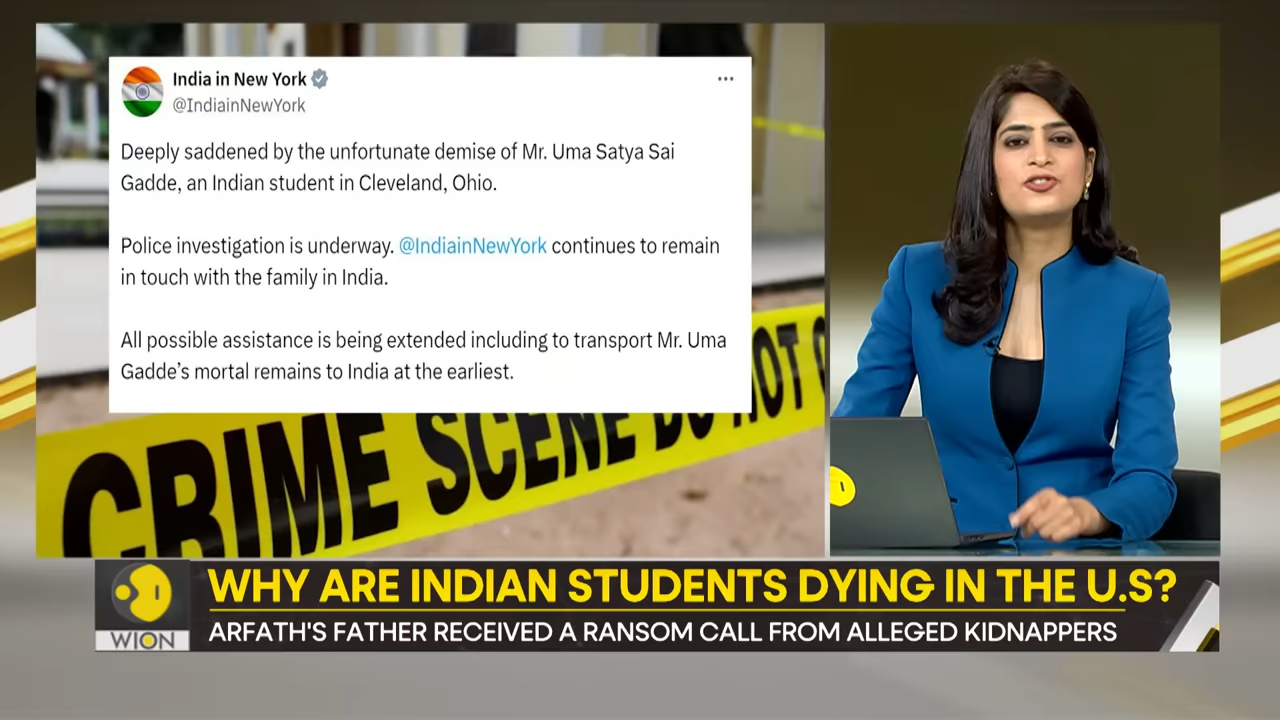 India in New York
@IndiainNewYork
Deeply saddened by the unfortunate demise of Mr. Uma Satya Sai
Gadde, an Indian student in Cleveland, Ohio.
Police investigation is underway. @IndiainNewYork continues to remain
in touch with the family in India.
All possible assistance is being extended including to transport Mr. Uma
Gadde's mortal remains to India at the earliest.
CRIME SCENE DO NOT
WHY ARE INDIAN STUDENTS DYING IN THE U.S?
ARFATH'S FATHER RECEIVED A RANSOM CALL FROM ALLEGED KIDNAPPERS
WION